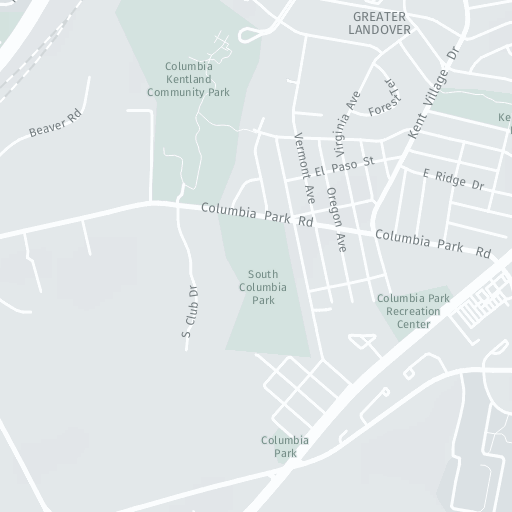 GREATER
LANDOVER
Columbia
Kentland
Community Park
Kent Village Dr
Forest Ter
Beaver Rd
Virginia Ave
Ke
Vermont Ave
El Paso St
E Ridge Dr
Oregon Ave
Columbia Park Rd
Columbia Park Rd
South
Columbia
Park
S Club Dr
Columbia Park
Recreation
Center
Columbia
Park